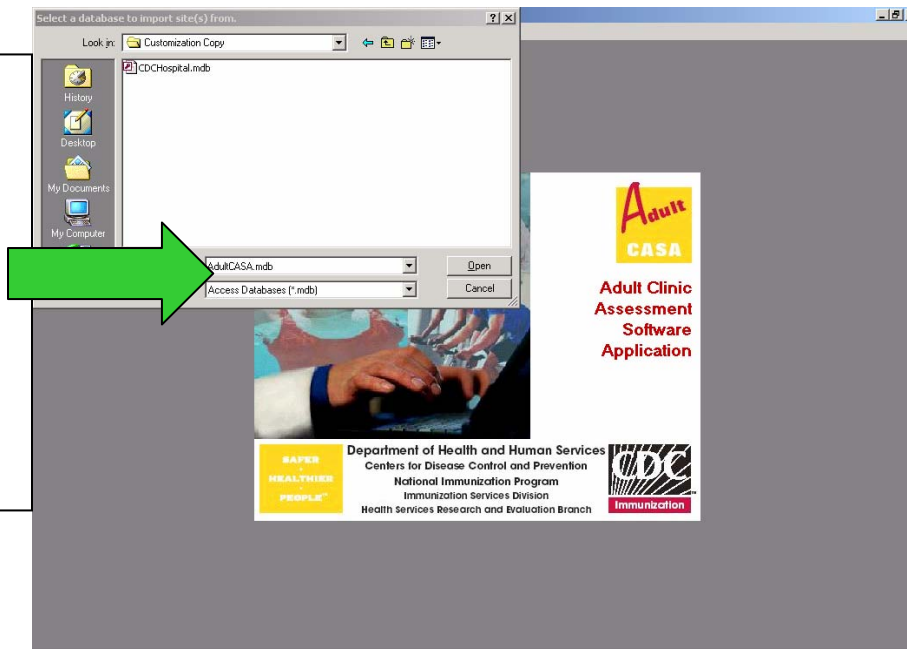 Select a database to import site(s) from.
Look in: Customization Copy
CDCHospital.mdb
History
Desktop
My Documents
My Computer
AdultCASA.mdb
Open
Access Databases (*.mdb)
Cancel
Adult
CASA
Adult Clinic
Assessment
Software
Application
SAFER
HEALTHIER
PEOPLE™
Department of Health and Human Services
Centers for Disease Control and Prevention
National Immunization Program
Immunization Services Division
Health Services Research and Evaluation Branch
CDC
Immunization